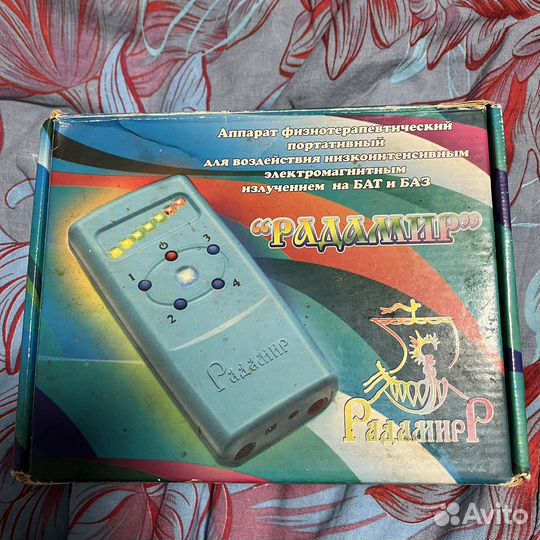 Аппарат физиотерапевтический
портативный
для воздействия низкоинтенсивным
электромагнитным
излучением на БАТ и БАЗ
“РАДАМИР”
1
2
3
4
Радамир
РадамирР
Avito